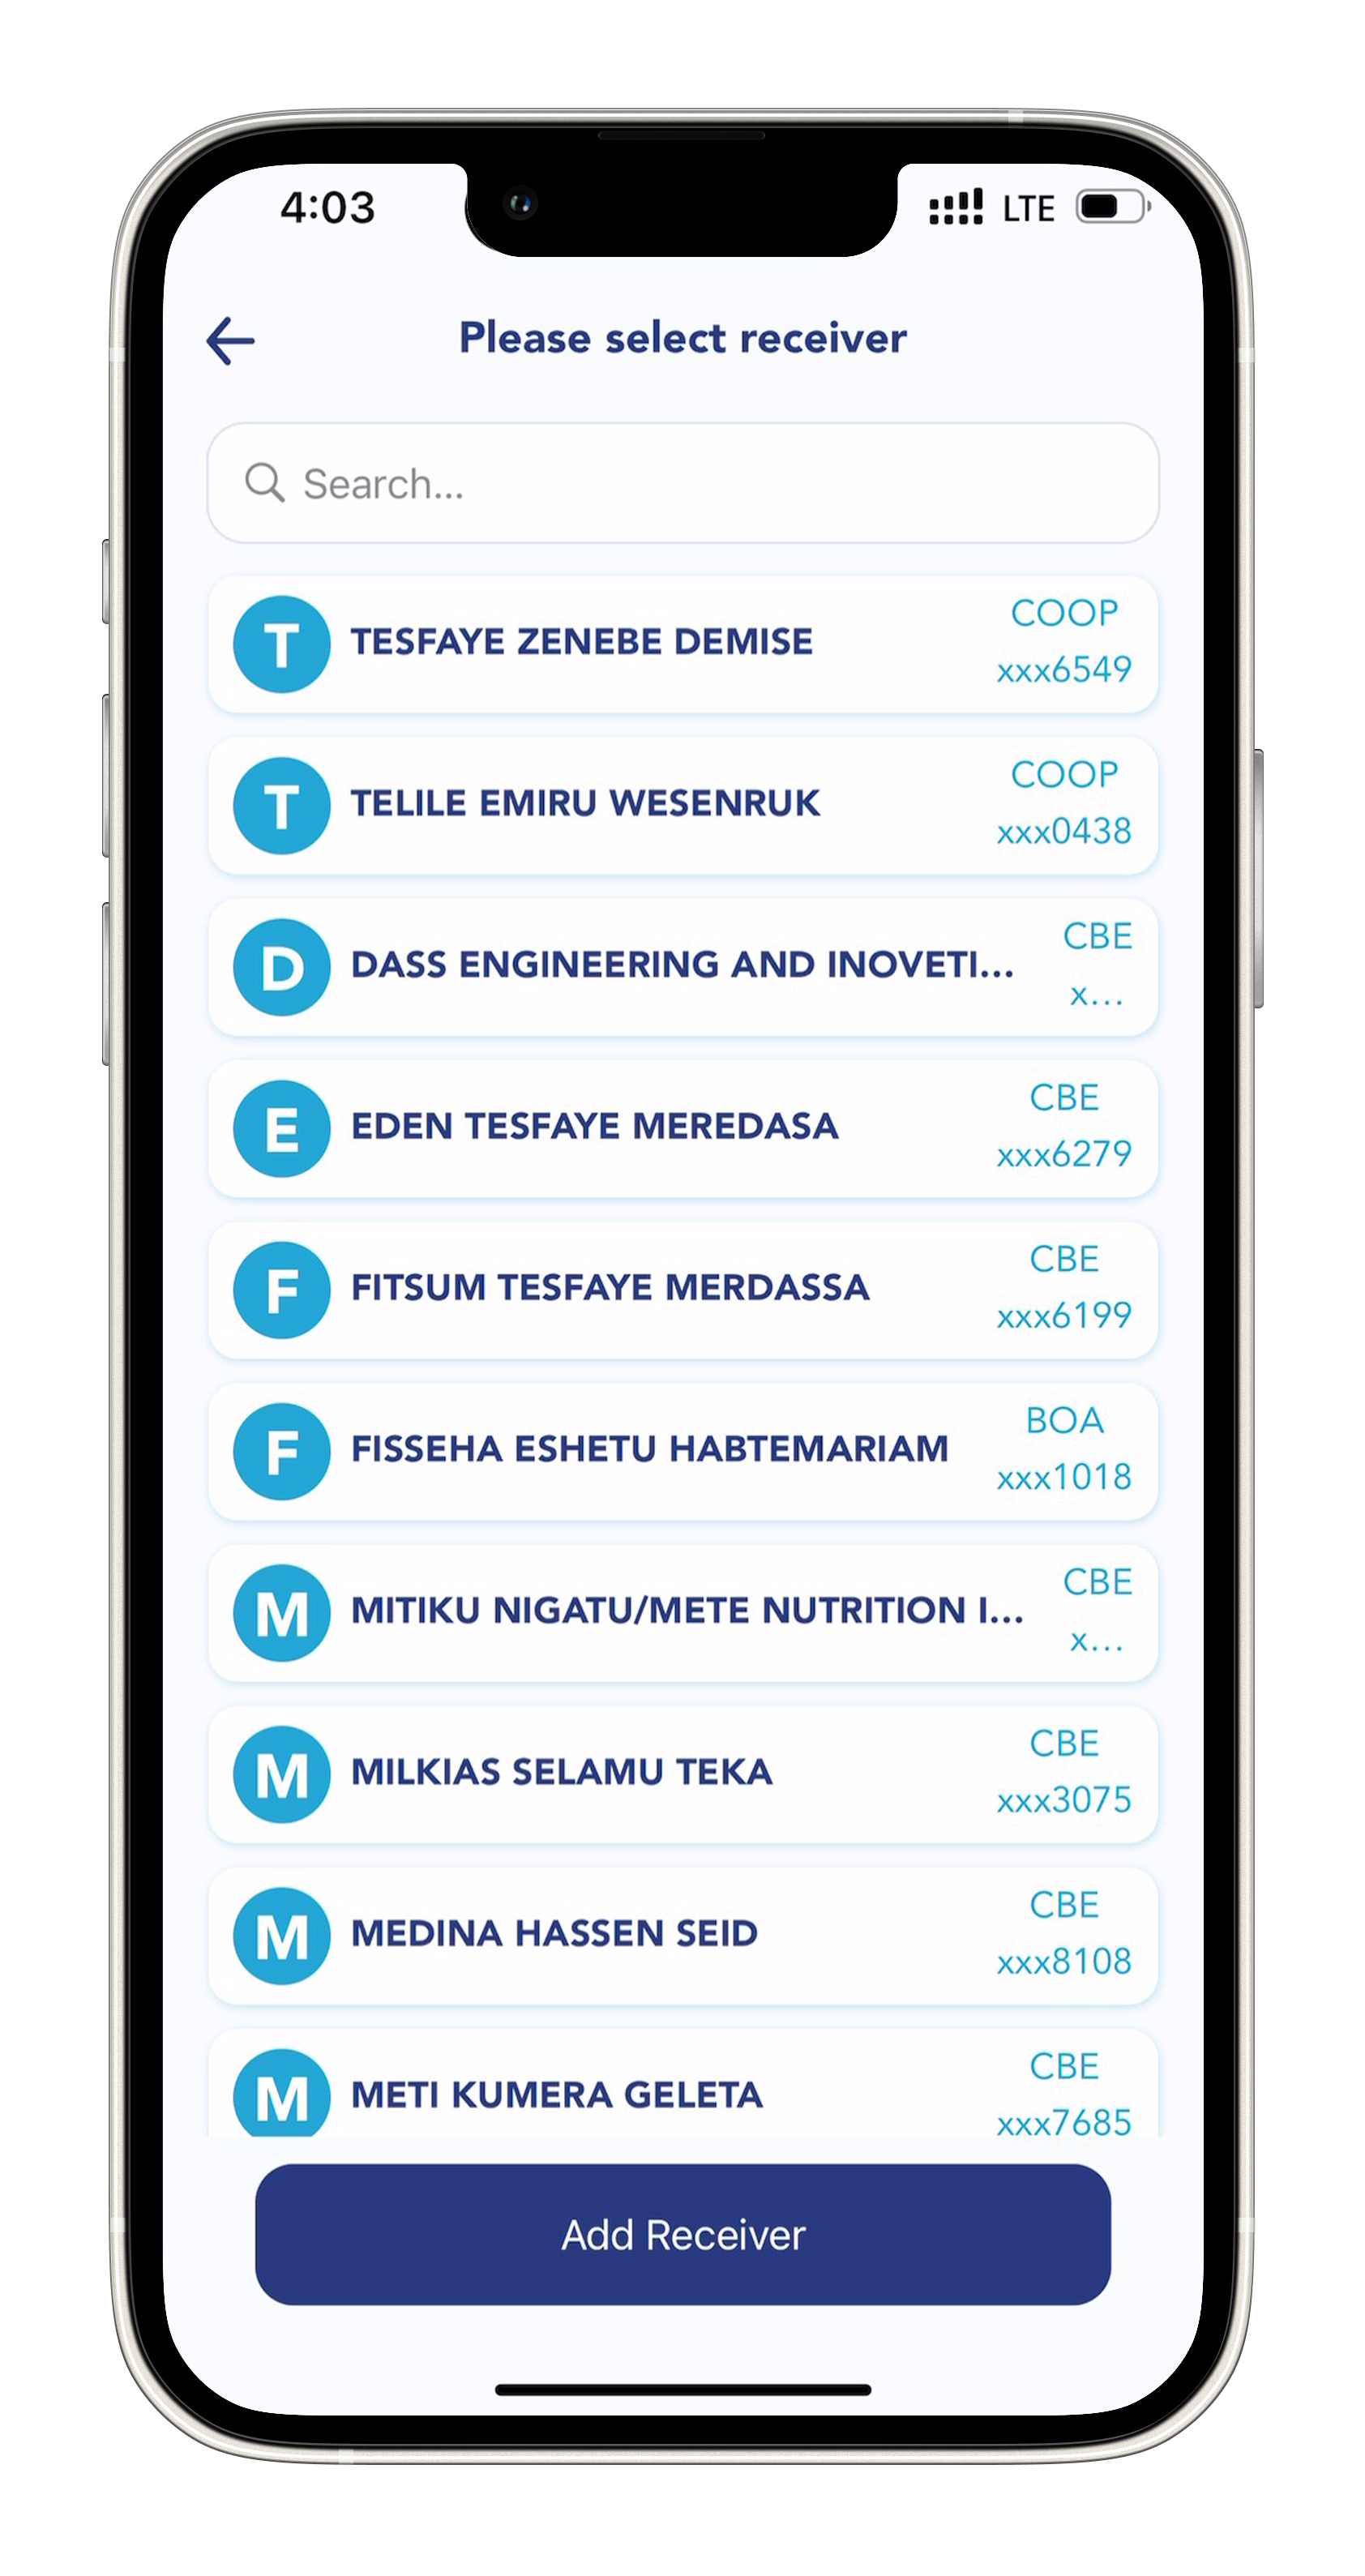 4:03
LTE
Please select receiver
Search...
T
TESFAYE ZENEBE DEMISE
COOP
xxx6549
T
TELILE EMIRU WESENRUK
COOP
xxx0438
D
DASS ENGINEERING AND INOVETI...
CBE
x...
E
EDEN TESFAYE MEREDASA
CBE
xxx6279
F
FITSUM TESFAYE MERDASSA
CBE
xxx6199
F
FISSEHA ESHETU HABTEMARIAM
BOA
xxx1018
M
MITIKU NIGATU/METE NUTRITION I...
CBE
x...
M
MILKIAS SELAMU TEKA
CBE
xxx3075
M
MEDINA HASSEN SEID
CBE
xxx8108
M
METI KUMERA GELETA
CBE
xxx7685
Add Receiver